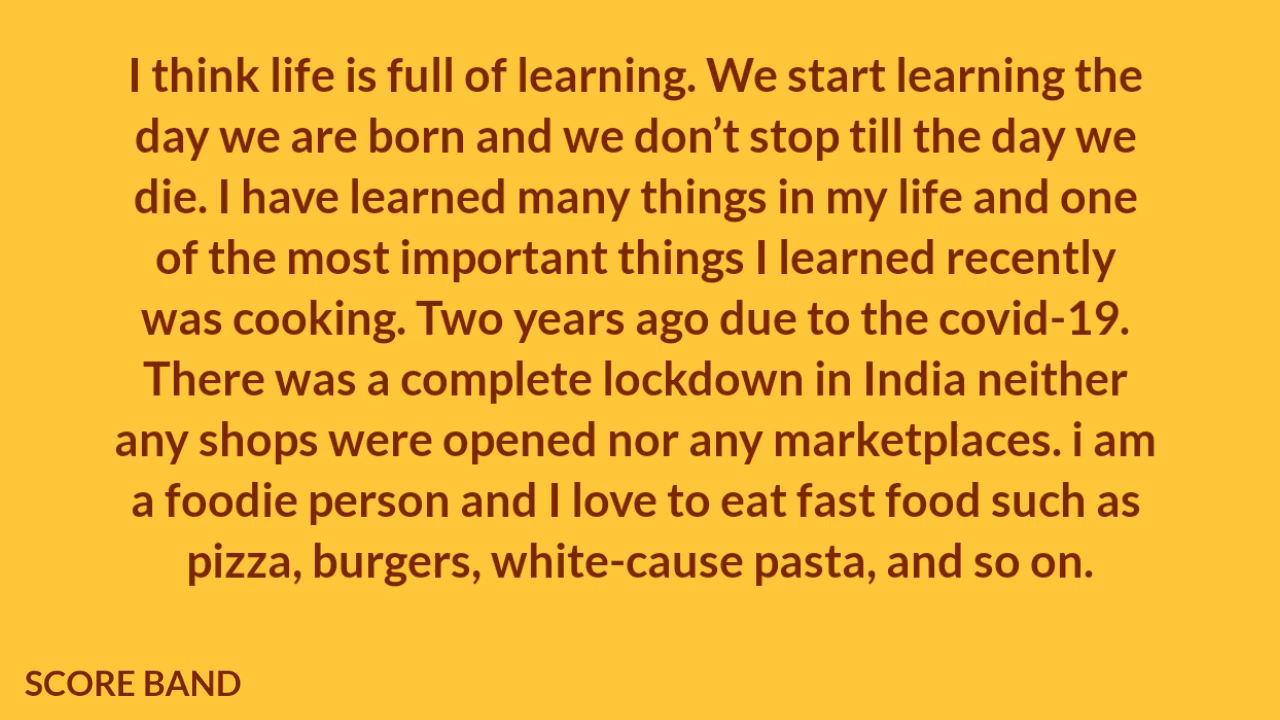 I think life is full of learning. We start learning the
day we are born and we don’t stop till the day we
die. I have learned many things in my life and one
of the most important things I learned recently
was cooking. Two years ago due to the covid-19.
There was a complete lockdown in India neither
any shops were opened nor any marketplaces. i am
a foodie person and I love to eat fast food such as
pizza, burgers, white-cause pasta, and so on.
SCORE BAND